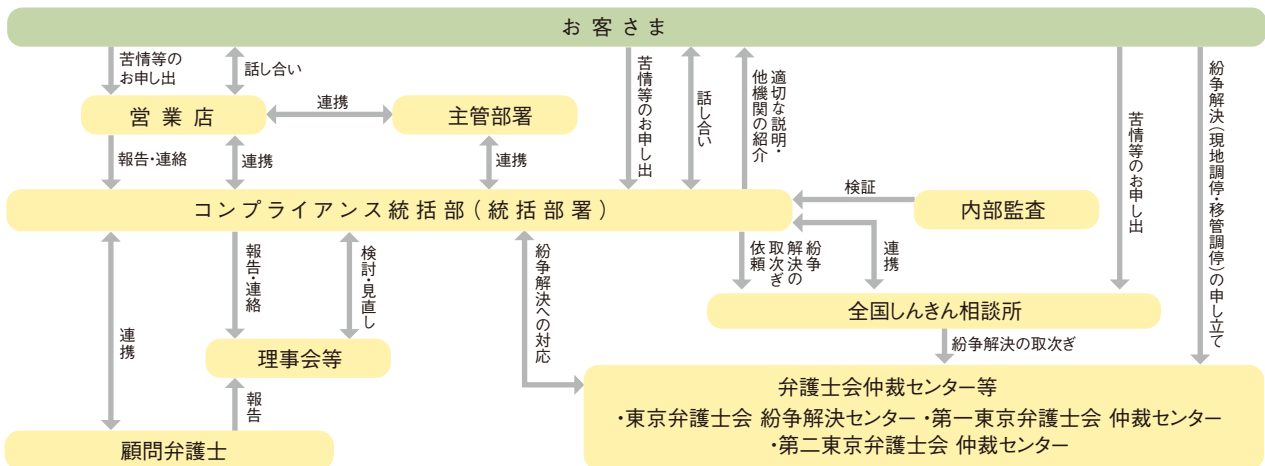 お客さま
苦情等の
お申し出
話し合い
苦情等のお申し出
話し合い
適切な説明・
他機関の紹介
苦情等のお申し出
紛争解決(現地調停・移管調停)の申し立て
営業店
連携
主管部署
報告・連絡
連携
連携
コンプライアンス統括部(統括部署)
検証
内部監査
連携
報告・連絡
検討・見直し
紛争解決への対応
紛争
解決の
取次ぎ
依頼
連携
全国しんきん相談所
紛争解決の取次ぎ
理事会等
報告
顧問弁護士
弁護士会仲裁センター等
・東京弁護士会 紛争解決センター ・第一東京弁護士会 仲裁センター
・第二東京弁護士会 仲裁センター